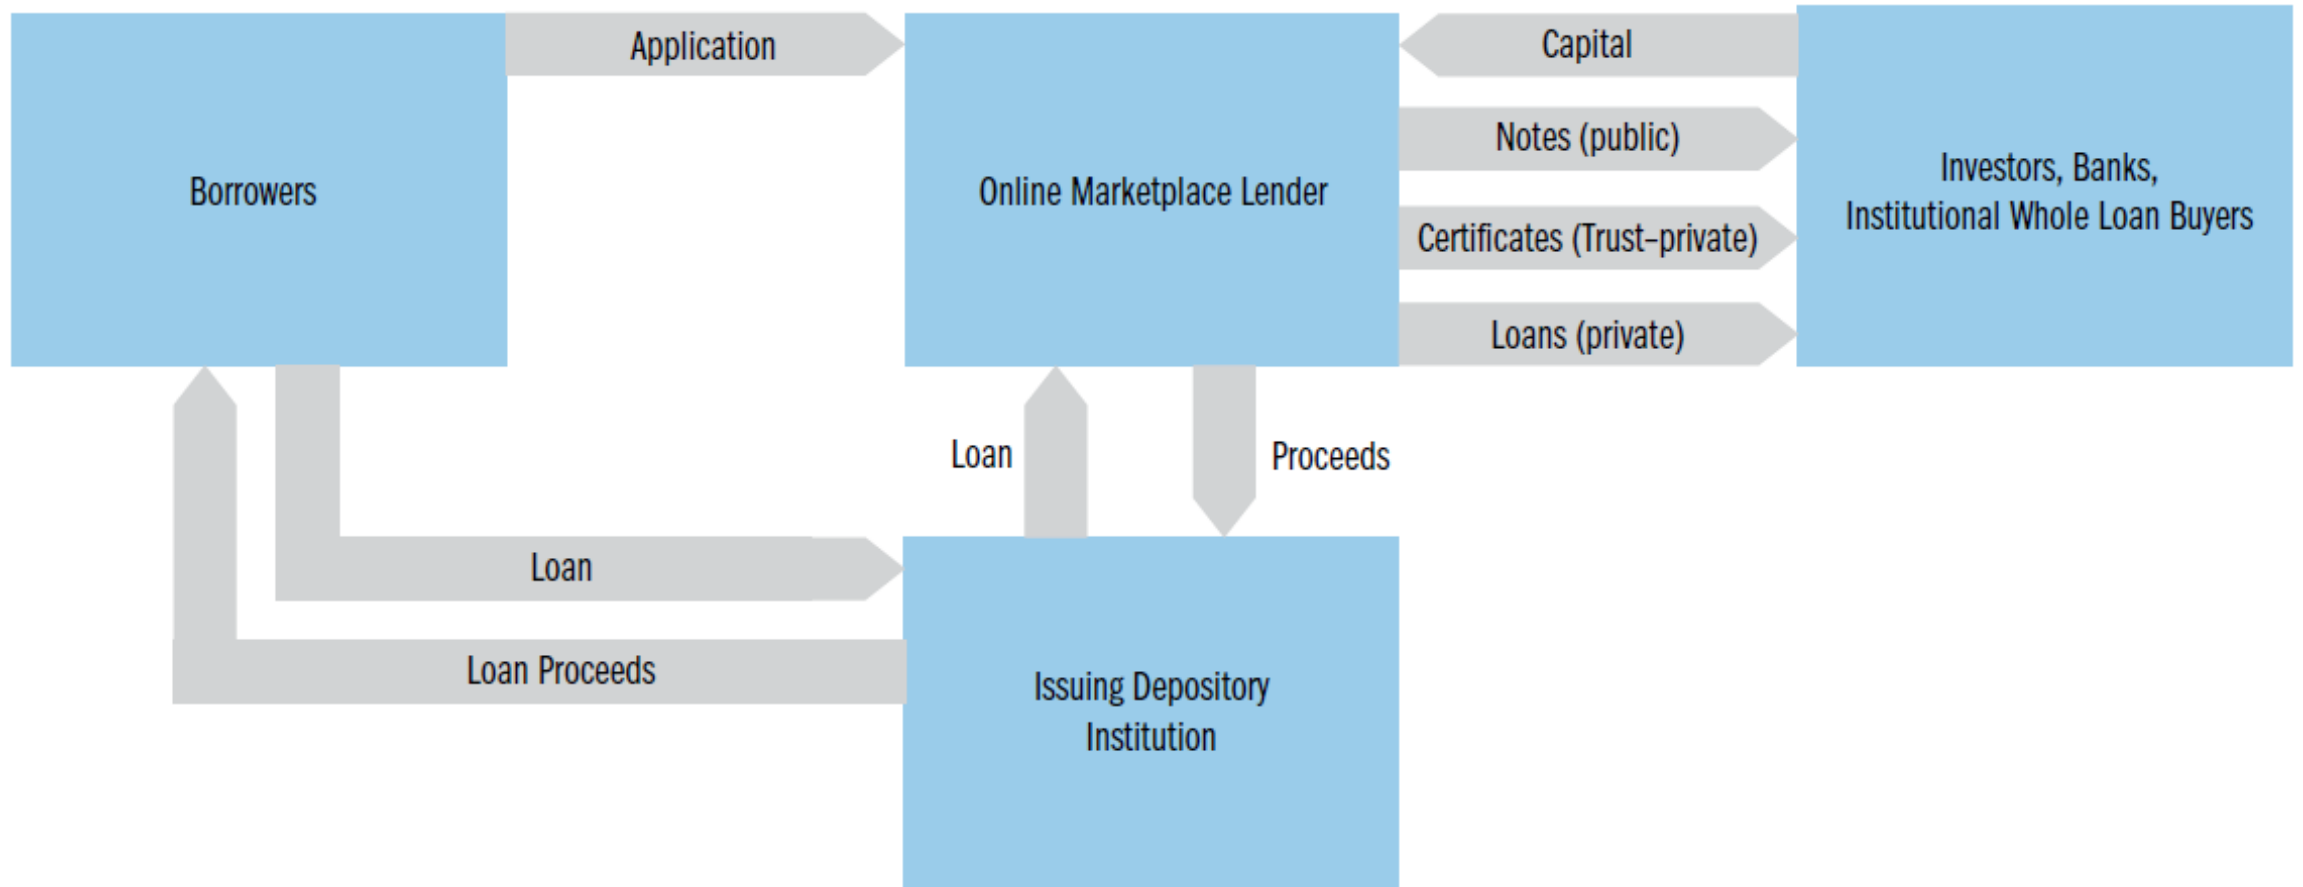 Application
Capital
Notes (public)
Borrowers
Online Marketplace Lender
Investors, Banks,
Institutional Whole Loan Buyers
Certificates (Trust–private)
Loans (private)
Loan
Proceeds
Loan
Loan Proceeds
Issuing Depository
Institution